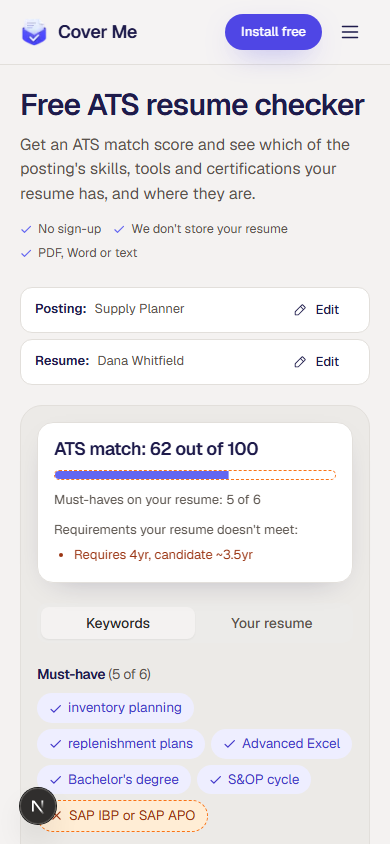 Cover Me
Install free
Free ATS resume checker
Get an ATS match score and see which of the
posting's skills, tools and certifications your
resume has, and where they are.
No sign-up
We don't store your resume
PDF, Word or text
Posting: Supply Planner
Edit
Resume: Dana Whitfield
Edit
ATS match: 62 out of 100
Must-haves on your resume: 5 of 6
Requirements your resume doesn't meet:
• Requires 4yr, candidate ~3.5yr
Keywords
Your resume
Must-have (5 of 6)
inventory planning
replenishment plans
Advanced Excel
Bachelor's degree
S&OP cycle
N
SAP IBP or SAP APO